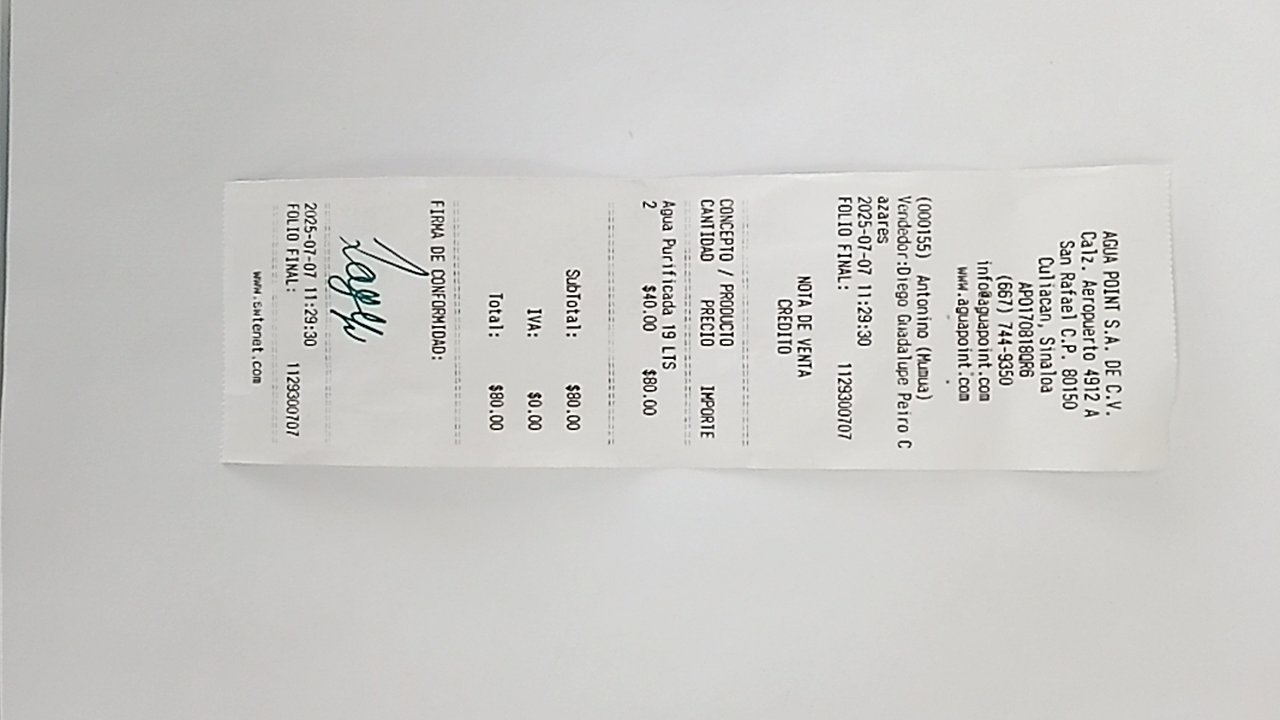 AGUA POINT S.A. DE C.V.
Calz. Aeropuerto 4912 A
San Rafael C.P. 80150
Culiacan, Sinaloa
APO170818QR6
(667) 744-9350
info@aguapoint.com
www.aguapoint.com
(000155) Antonino (Mumua)
Vendedor:Diego Guadalupe Peiro C
azares
2025-07-07 11:29:30
FOLIO FINAL: 1129300707
NOTA DE VENTA
CREDITO
CONCEPTO / PRODUCTO
CANTIDAD PRECIO IMPORTE
Agua Purificada 19 LTS
2 $40.00 $80.00
SubTotal: $80.00
IVA: $0.00
Total: $80.00
FIRMA DE CONFORMIDAD:
2025-07-07 11:29:30
FOLIO FINAL: 1129300707
www.swtenet.com